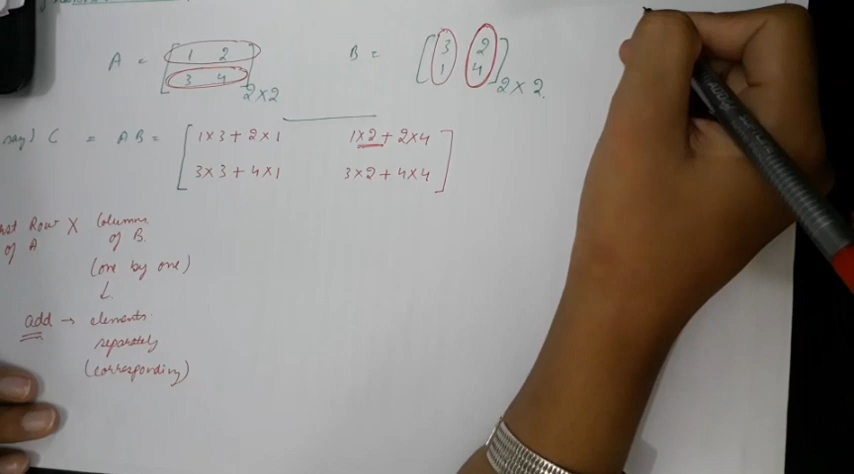 A = [ 1 2
3 4 ] 2×2
B = [ 3 2
1 4 ] 2×2.
C = AB = [ 1×3+2×1 1×2+2×4
3×3+4×1 3×2+4×4 ]
Row × Columns
of A of B.
(one by one)
↓
add → elements
separately
(corresponding)